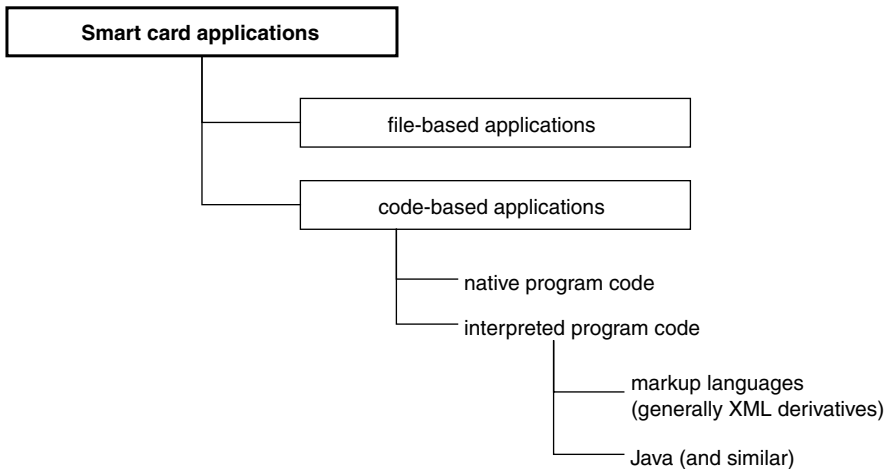 Smart card applications
file-based applications
code-based applications
native program code
interpreted program code
markup languages
(generally XML derivatives)
Java (and similar)